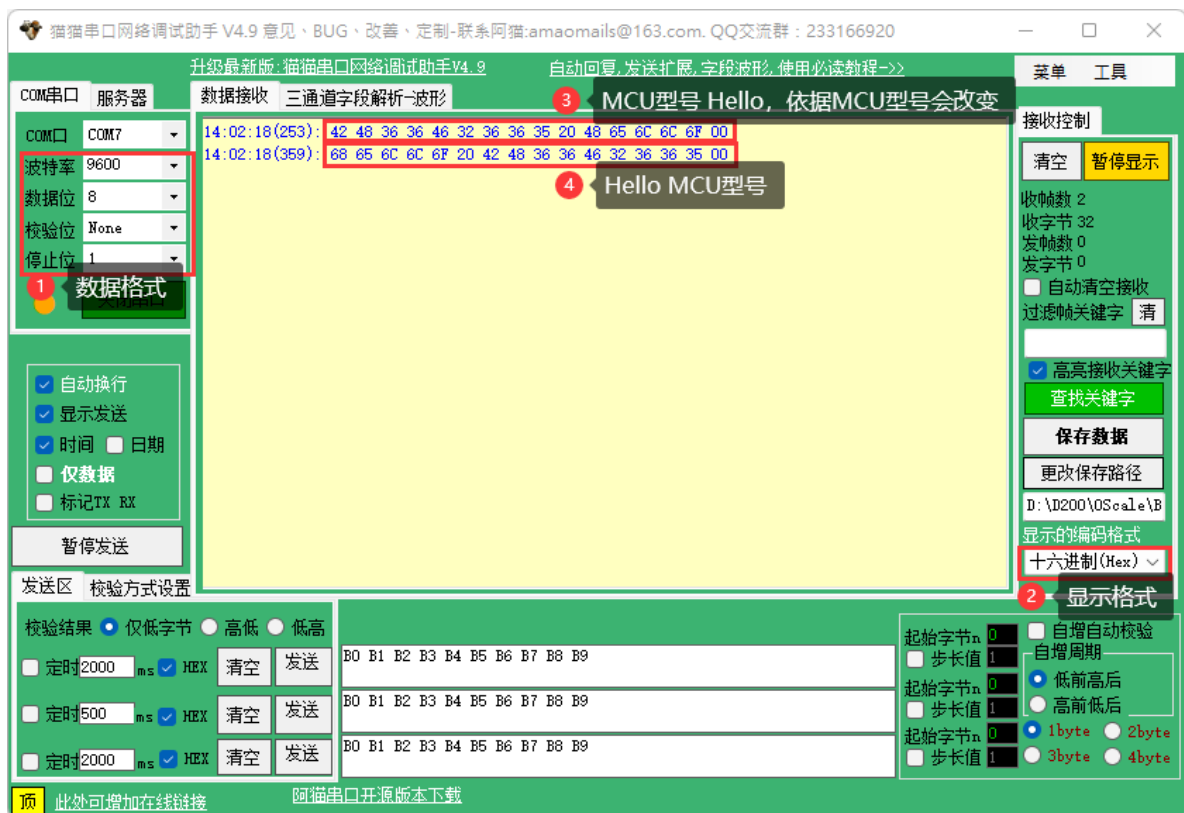 猫猫串口网络调试助手 V4.9 意见、BUG、改善、定制-联系阿猫:amaomails@163.com. QQ交流群：233166920
升级最新版:猫猫串口网络调试助手V4.9
自动回复,发送扩展,字段波形,使用必读教程->>
菜单 工具
COM串口 服务器
数据接收 三通道字段解析-波形
3 MCU型号 Hello，依据MCU型号会改变
接收控制
COM口 COM7
波特率 9600
数据位 8
校验位 None
停止位 1
1 数据格式
关闭串口
14:02:18(253): 42 48 36 36 46 32 36 36 35 20 48 65 6C 6C 6F 00
14:02:18(359): 68 65 6C 6C 6F 20 42 48 36 36 46 32 36 36 35 00
4 Hello MCU型号
清空 暂停显示
收帧数 2
收字节 32
发帧数 0
发字节 0
自动清空接收
过滤帧关键字 清
高亮接收关键字
查找关键字
保存数据
更改保存路径
D:\D200\OScale\B
显示的编码格式
十六进制(Hex)
2 显示格式
自动换行
显示发送
时间 日期
仅数据
标记TX RX
暂停发送
发送区 校验方式设置
校验结果 仅低字节 高低 低高
定时 2000 ms HEX 清空 发送
B0 B1 B2 B3 B4 B5 B6 B7 B8 B9
定时 500 ms HEX 清空 发送
B0 B1 B2 B3 B4 B5 B6 B7 B8 B9
定时 2000 ms HEX 清空 发送
B0 B1 B2 B3 B4 B5 B6 B7 B8 B9
起始字节n 0
步长值 1
起始字节n 0
步长值 1
起始字节n 0
步长值 1
自增自动校验
自增周期
低前高后
高前低后
1byte 2byte
3byte 4byte
顶 此处可增加在线链接
阿猫串口开源版本下载